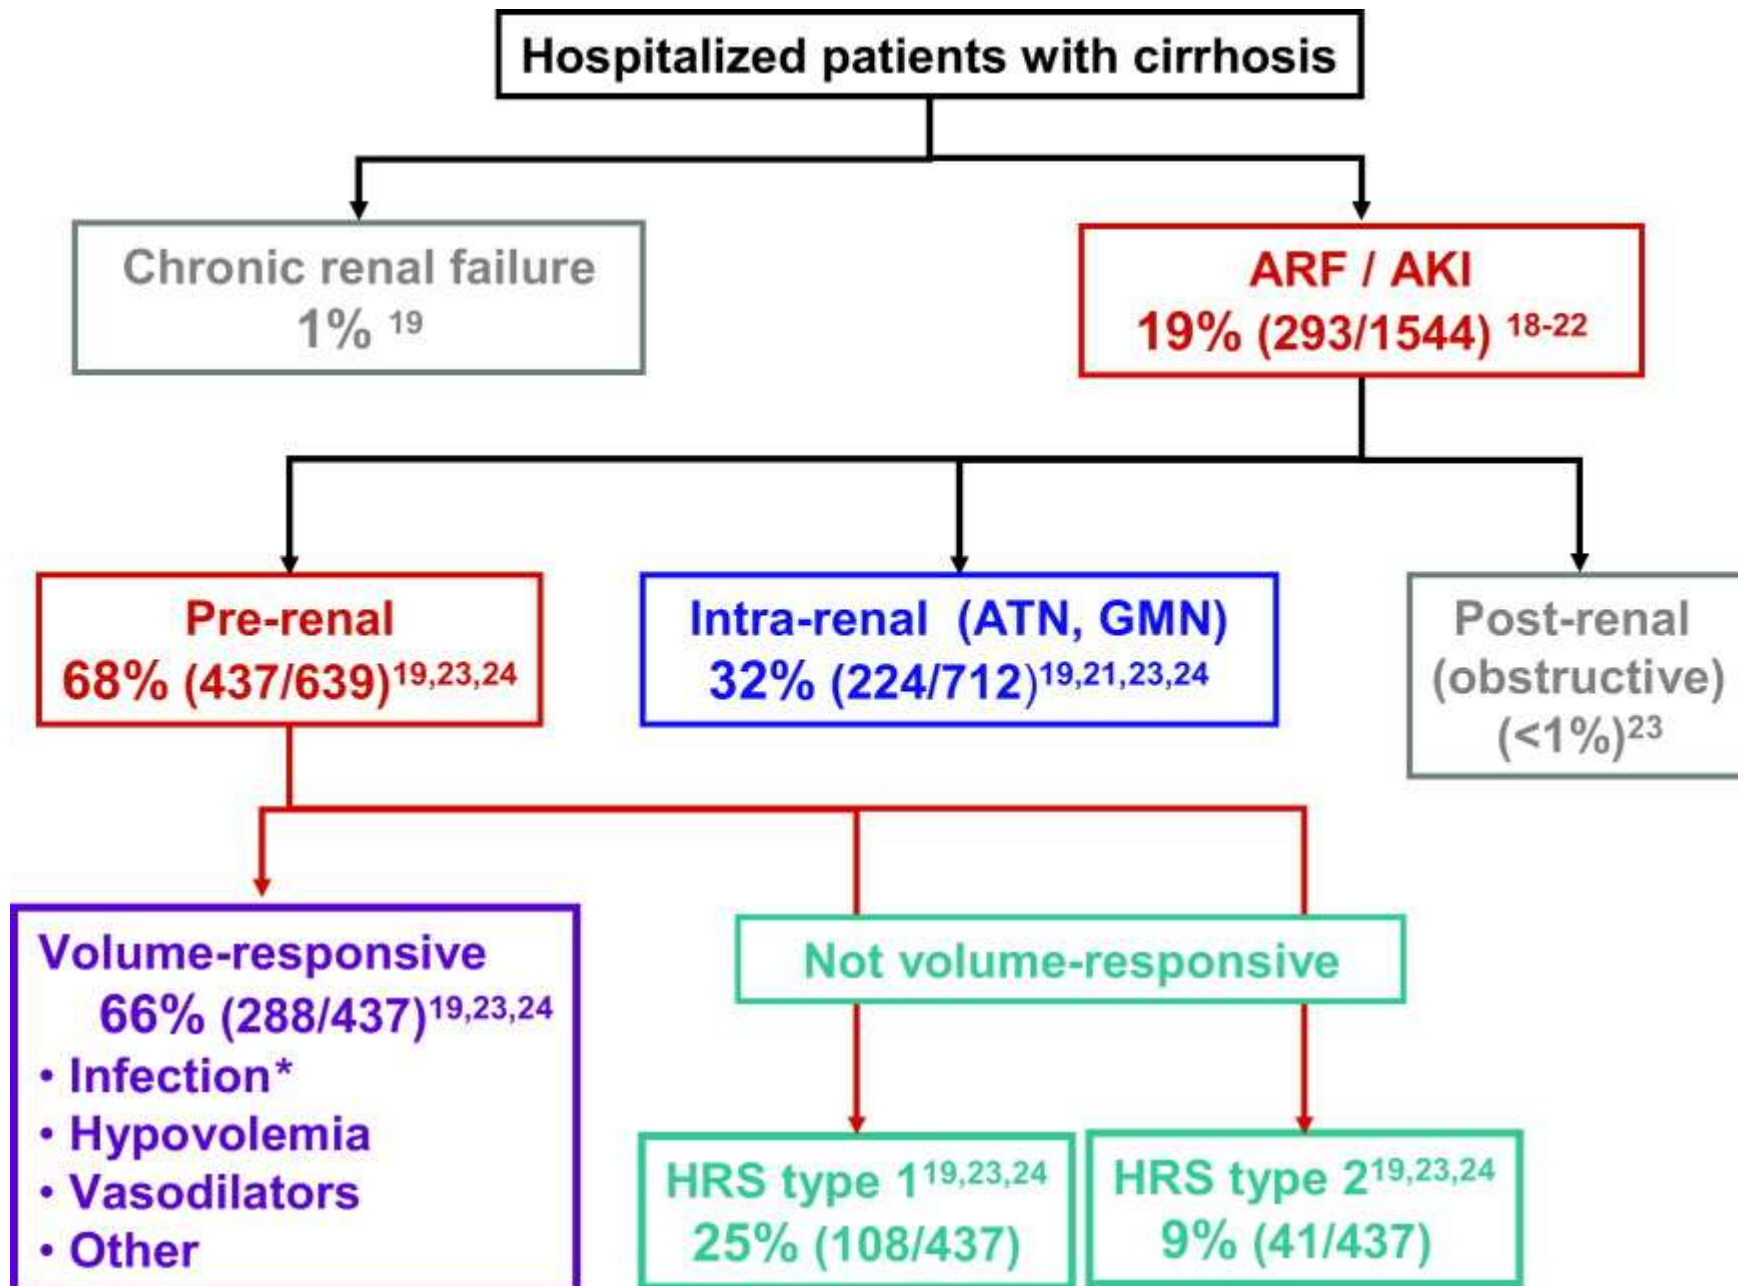 Hospitalized patients with cirrhosis
Chronic renal failure
1% 19
ARF / AKI
19% (293/1544) 18-22
Pre-renal
68% (437/639)19,23,24
Intra-renal (ATN, GMN)
32% (224/712)19,21,23,24
Post-renal
(obstructive)
(<1%)23
Volume-responsive
66% (288/437)19,23,24
• Infection*
• Hypovolemia
• Vasodilators
• Other
Not volume-responsive
HRS type 119,23,24
25% (108/437)
HRS type 219,23,24
9% (41/437)